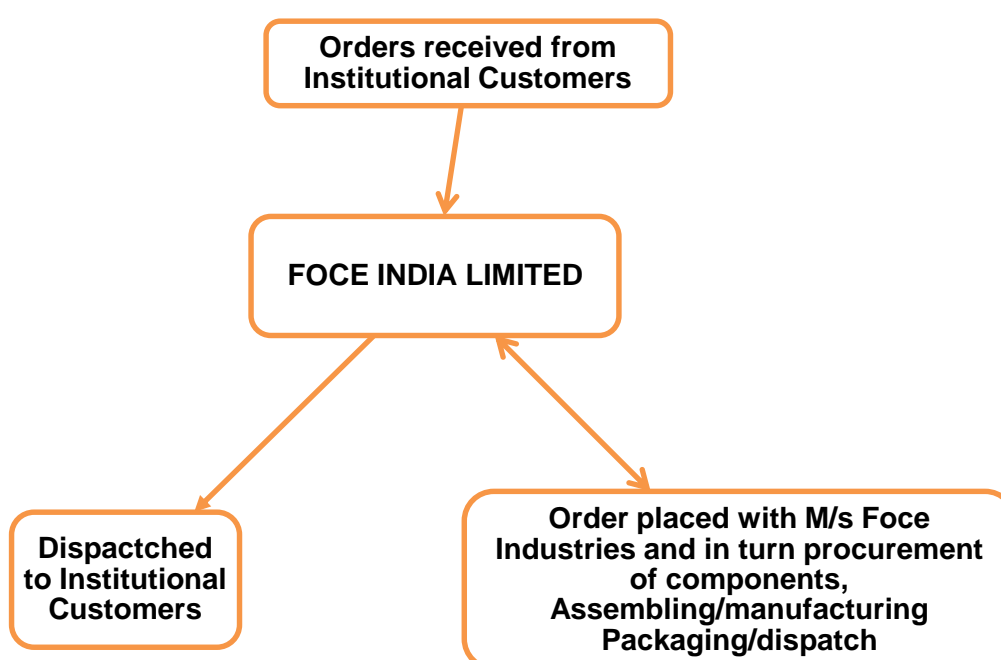 Orders received from
Institutional Customers
FOCE INDIA LIMITED
Dispactched
to Institutional
Customers
Order placed with M/s Foce
Industries and in turn procurement
of components,
Assembling/manufacturing
Packaging/dispatch